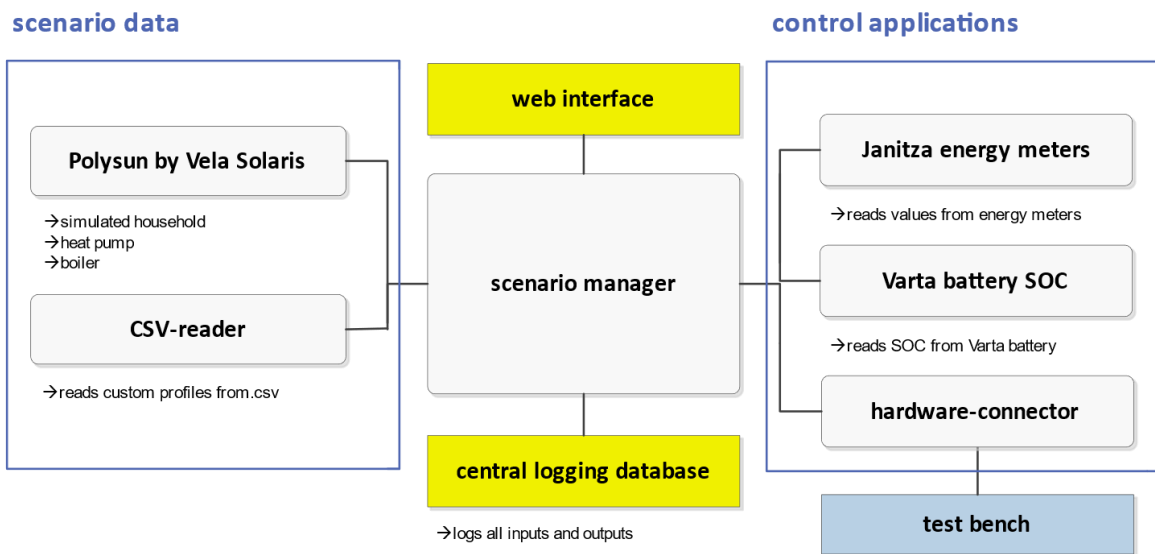 scenario data
Polysun by Vela Solaris
→simulated household
→heat pump
→boiler
CSV-reader
→reads custom profiles from.csv
web interface
scenario manager
central logging database
→logs all inputs and outputs
control applications
Janitza energy meters
→reads values from energy meters
Varta battery SOC
→reads SOC from Varta battery
hardware-connector
test bench